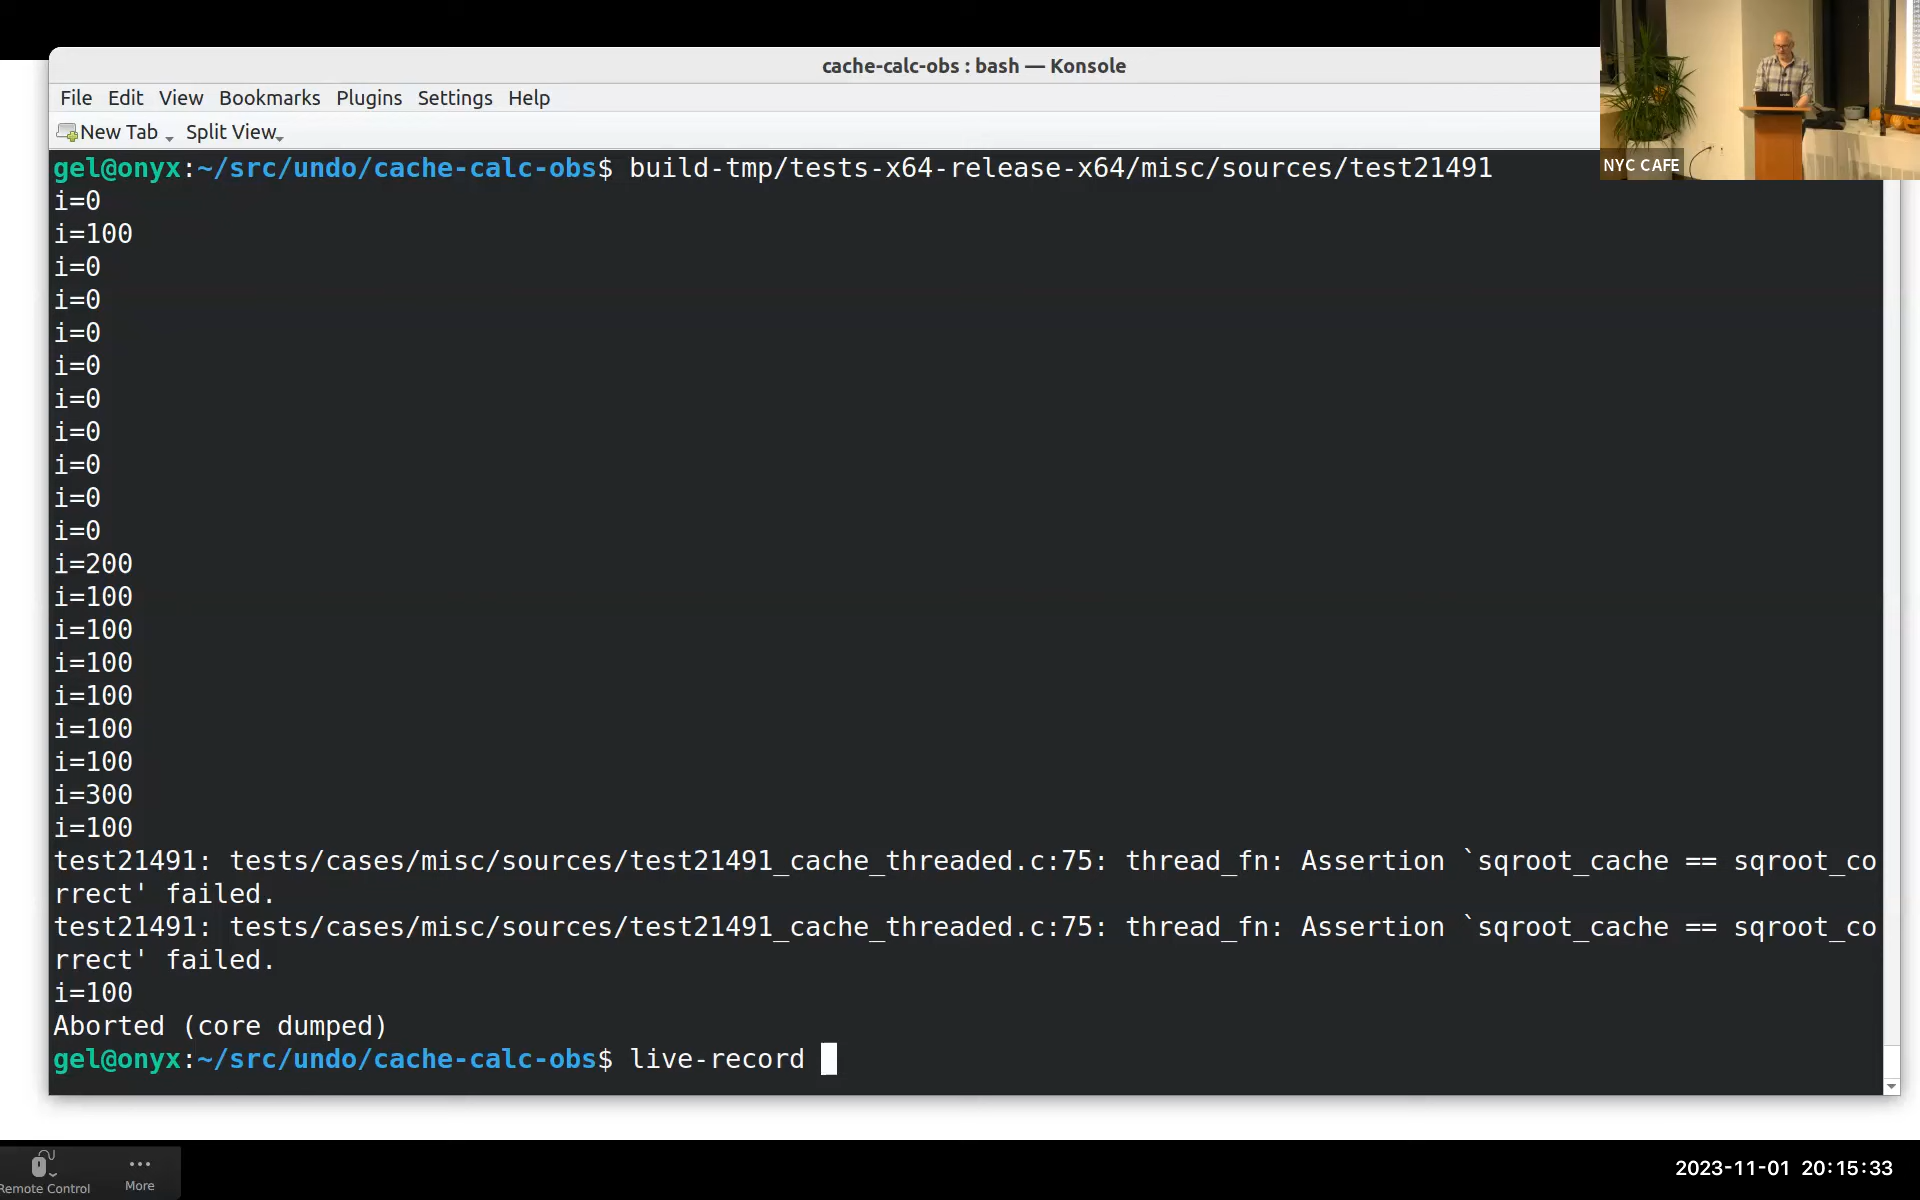 cache-calc-obs : bash — Konsole
File Edit View Bookmarks Plugins Settings Help
New Tab Split View
NYC CAFE
gel@onyx:~/src/undo/cache-calc-obs$ build-tmp/tests-x64-release-x64/misc/sources/test21491
i=0
i=100
i=0
i=0
i=0
i=0
i=0
i=0
i=0
i=0
i=0
i=200
i=100
i=100
i=100
i=100
i=100
i=100
i=300
i=100
test21491: tests/cases/misc/sources/test21491_cache_threaded.c:75: thread_fn: Assertion `sqroot_cache == sqroot_co
rrect' failed.
test21491: tests/cases/misc/sources/test21491_cache_threaded.c:75: thread_fn: Assertion `sqroot_cache == sqroot_co
rrect' failed.
i=100
Aborted (core dumped)
gel@onyx:~/src/undo/cache-calc-obs$ live-record
Remote Control
More
2023-11-01 20:15:33